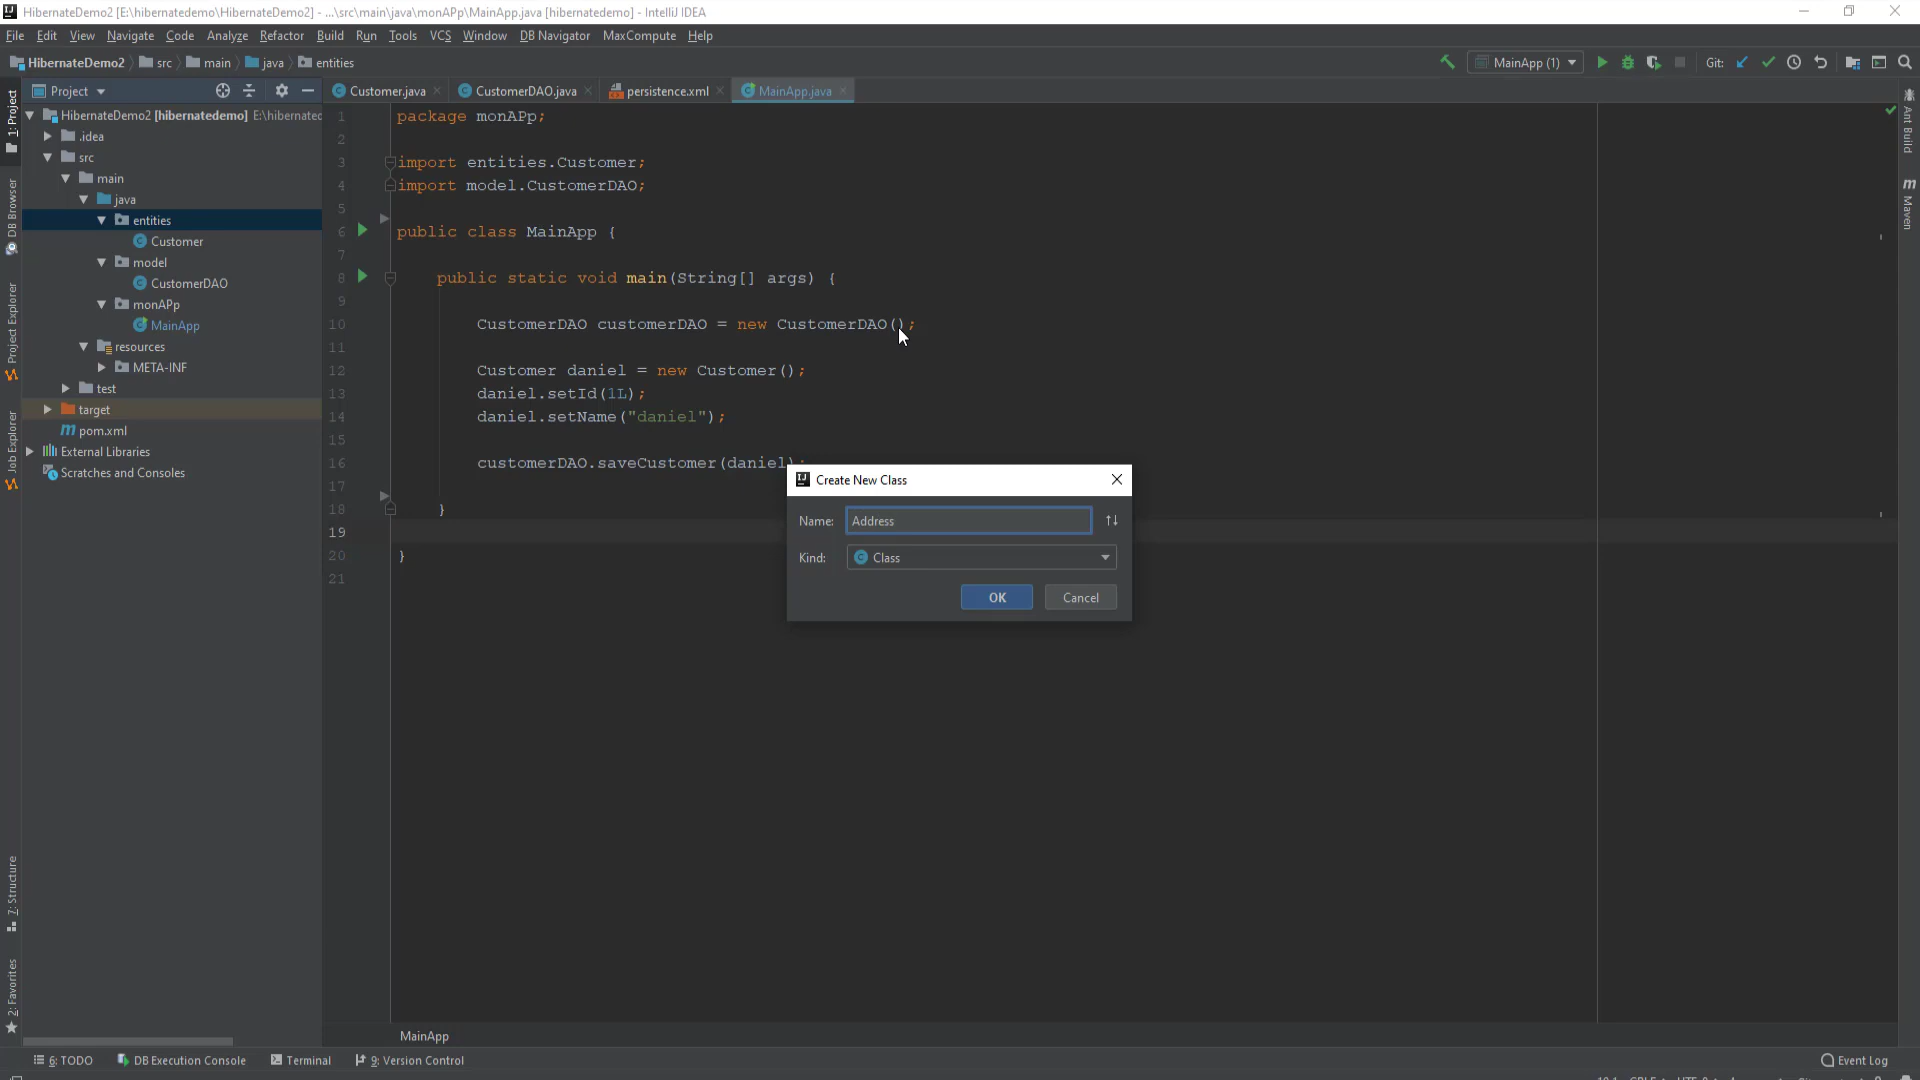 HibernateDemo2 [E:\hibernatedemo\HibernateDemo2] - ...\src\main\java\monAPp\MainApp.java [hibernatedemo] - IntelliJ IDEA
File Edit View Navigate Code Analyze Refactor Build Run Tools VCS Window DB Navigator MaxCompute Help
HibernateDemo2 src main java entities MainApp (1) Git:
Project Customer.java CustomerDAO.java persistence.xml MainApp.java
HibernateDemo2 [hibernatedemo] E:\hibernated
.idea
src
main
java
entities
Customer
model
CustomerDAO
monAPp
MainApp
resources
META-INF
test
target
pom.xml
External Libraries
Scratches and Consoles
1: Project
DB Browser
Project Explorer
Job Explorer
7: Structure
2: Favorites
1 package monAPp;
2
3 import entities.Customer;
4 import model.CustomerDAO;
5
6 public class MainApp {
7
8 public static void main(String[] args) {
9
10 CustomerDAO customerDAO = new CustomerDAO();
11
12 Customer daniel = new Customer();
13 daniel.setId(1L);
14 daniel.setName("daniel");
15
16 customerDAO.saveCustomer(daniel);
17
18 }
19
20 }
21
Create New Class
Name: Address
Kind: Class
OK Cancel
Ant Build
Maven
MainApp
6: TODO DB Execution Console Terminal 9: Version Control Event Log